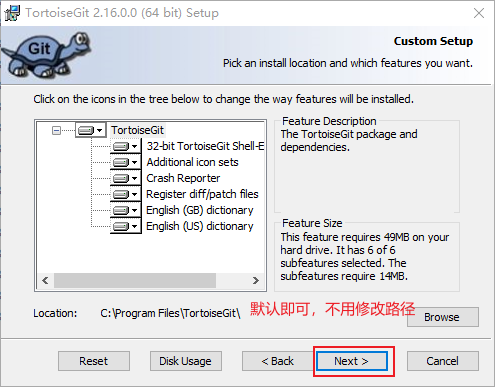 TortoiseGit 2.16.0.0 (64 bit) Setup
Git
Custom Setup
Pick an install location and which features you want.
Click on the icons in the tree below to change the way features will be installed.
TortoiseGit
32-bit TortoiseGit Shell-E
Additional icon sets
Crash Reporter
Register diff/patch files
English (GB) dictionary
English (US) dictionary
Feature Description
The TortoiseGit package and
dependencies.
Feature Size
This feature requires 49MB on your
hard drive. It has 6 of 6
subfeatures selected. The
subfeatures require 14MB.
Location: C:\Program Files\TortoiseGit\
默认即可，不用修改路径
Browse
Reset Disk Usage < Back Next > Cancel